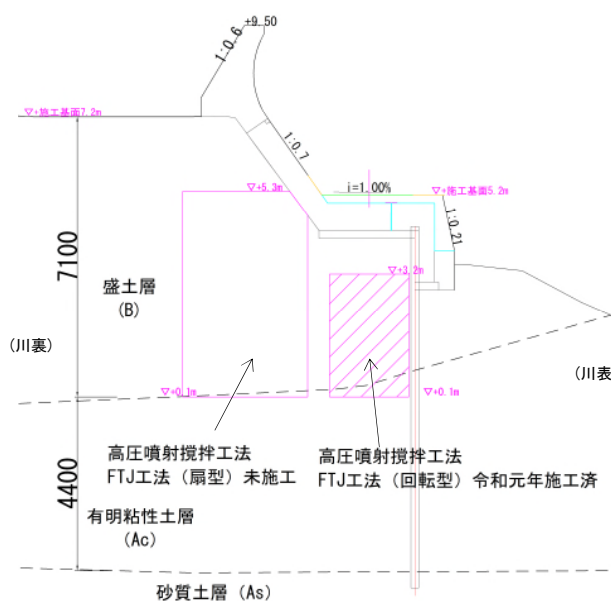 +9.50
1:0.6
▽+施工基面7.2m
1:0.7
i=1.00%
▽+施工基面5.2m
▽+5.3m
1:0.21
7100
▽+3.2m
盛土層
(B)
(川裏)
(川表
▽+0.1m
▽+0.1m
高圧噴射撹拌工法
FTJ工法（扇型）未施工
高圧噴射撹拌工法
FTJ工法（回転型）令和元年施工済
4400
有明粘性土層
(Ac)
砂質土層（As）